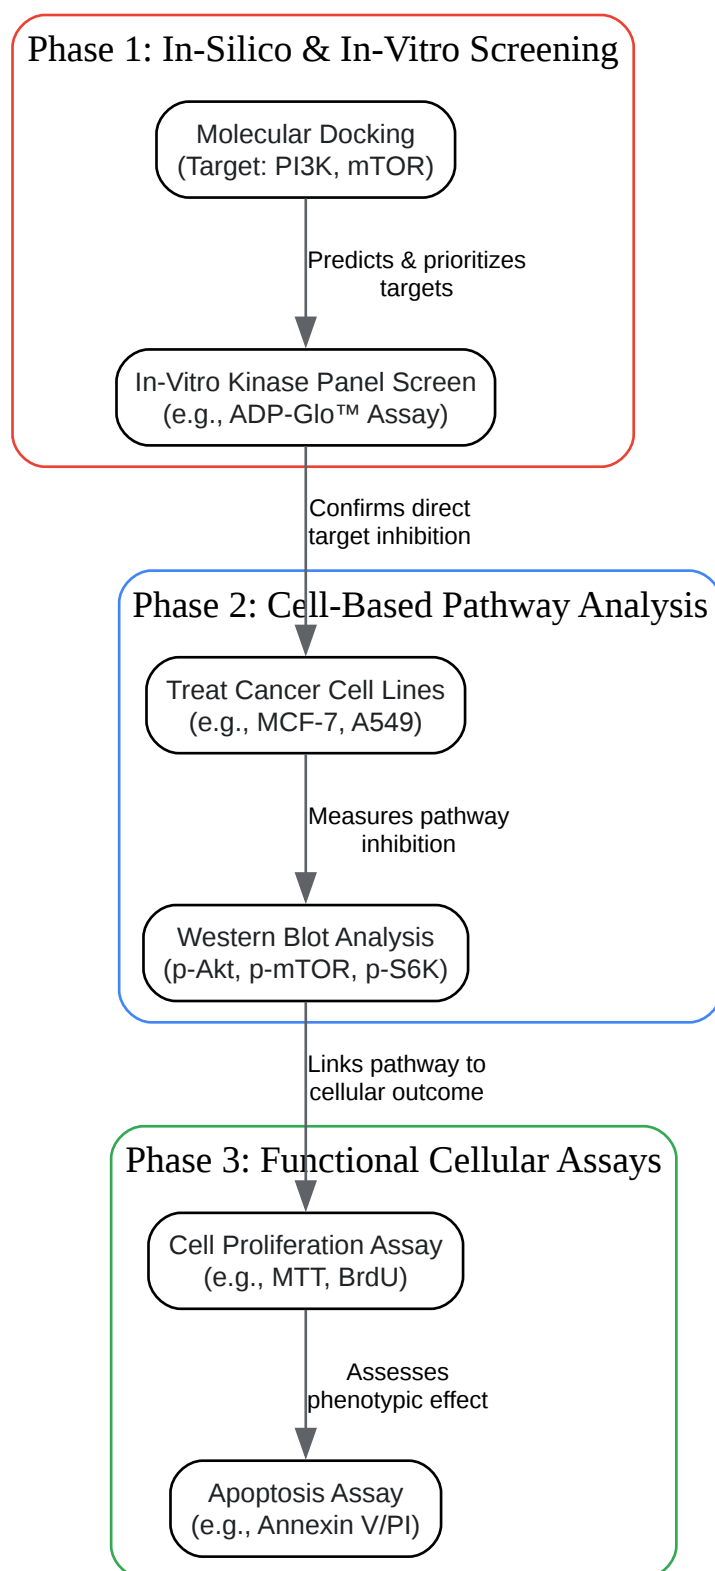 Phase 1: In-Silico & In-Vitro Screening
Molecular Docking
(Target: PI3K, mTOR)
Predicts & prioritizes
targets
In-Vitro Kinase Panel Screen
(e.g., ADP-Glo™ Assay)
Confirms direct
target inhibition
Phase 2: Cell-Based Pathway Analysis
Treat Cancer Cell Lines
(e.g., MCF-7, A549)
Measures pathway
inhibition
Western Blot Analysis
(p-Akt, p-mTOR, p-S6K)
Links pathway to
cellular outcome
Phase 3: Functional Cellular Assays
Cell Proliferation Assay
(e.g., MTT, BrdU)
Assesses
phenotypic effect
Apoptosis Assay
(e.g., Annexin V/PI)